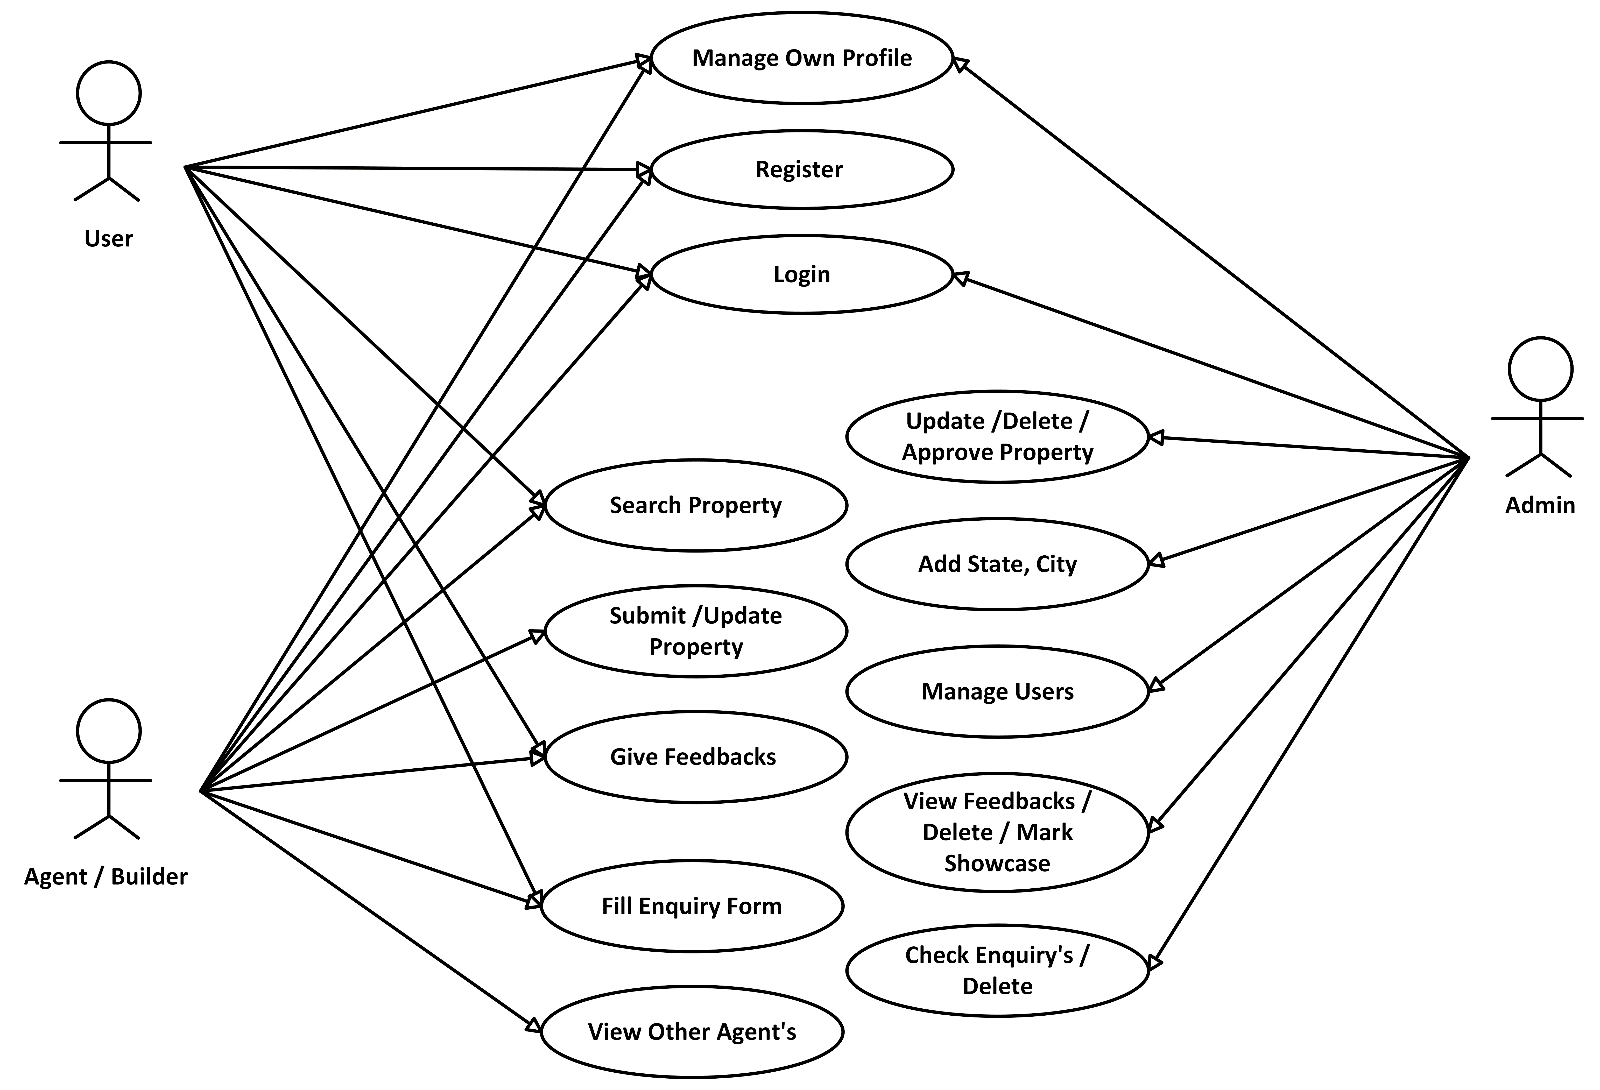 Manage Own Profile
Register
User
Login
Update /Delete /
Approve Property
Search Property
Admin
Add State, City
Submit /Update
Property
Manage Users
Give Feedbacks
View Feedbacks /
Delete / Mark
Showcase
Agent / Builder
Fill Enquiry Form
Check Enquiry's /
Delete
View Other Agent's